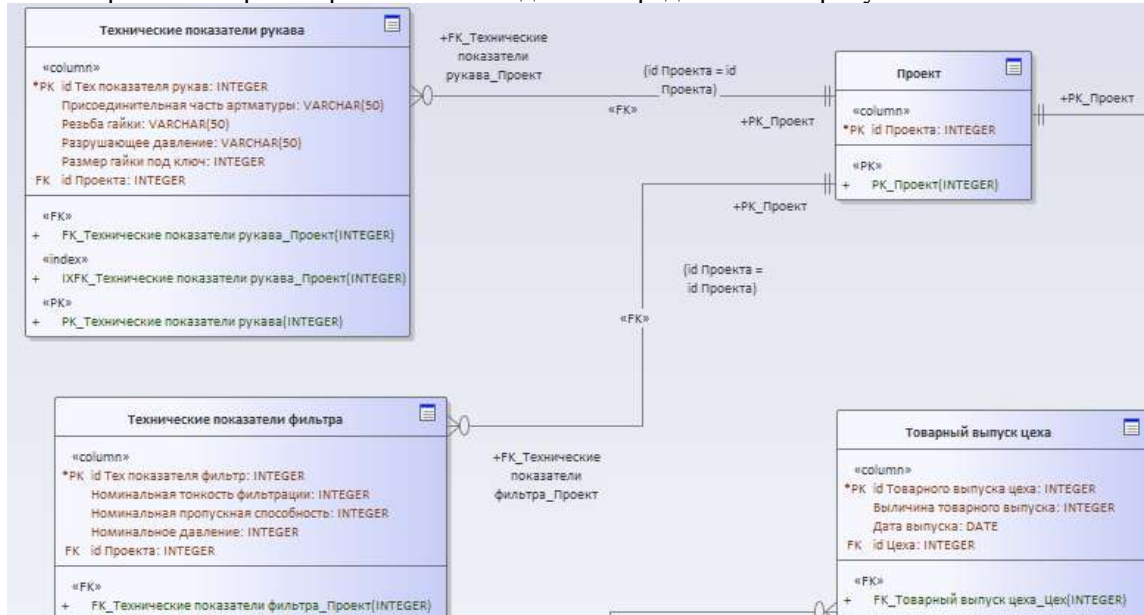 Технические показатели рукава
«column»
*PK id Тех показателя рукав: INTEGER
Присоединительная часть артматуры: VARCHAR(50)
Резьба гайки: VARCHAR(50)
Разрушающее давление: VARCHAR(50)
Размер гайки под ключ: INTEGER
FK id Проекта: INTEGER
«FK»
+ FK_Технические показатели рукава_Проект(INTEGER)
«index»
+ IXFK_Технические показатели рукава_Проект(INTEGER)
«PK»
+ PK_Технические показатели рукава(INTEGER)
+FK_Технические
показатели
рукава_Проект
(id Проекта = id
Проекта)
«FK»
+PK_Проект
Проект
«column»
*PK id Проекта: INTEGER
«PK»
+ PK_Проект(INTEGER)
+PK_Проект
+PK_Проект
(id Проекта =
id Проекта)
«FK»
Технические показатели фильтра
«column»
*PK id Тех показателя фильтр: INTEGER
Номинальная тонкость фильтрации: INTEGER
Номинальная пропускная способность: INTEGER
Номинальное давление: INTEGER
FK id Проекта: INTEGER
«FK»
+ FK_Технические показатели фильтра_Проект(INTEGER)
+FK_Технические
показатели
фильтра_Проект
Товарный выпуск цеха
«column»
*PK id Товарного выпуска цеха: INTEGER
Выличина товарного выпуска: INTEGER
Дата выпуска: DATE
FK id Цеха: INTEGER
«FK»
+ FK_Товарный выпуск цеха_Цех(INTEGER)